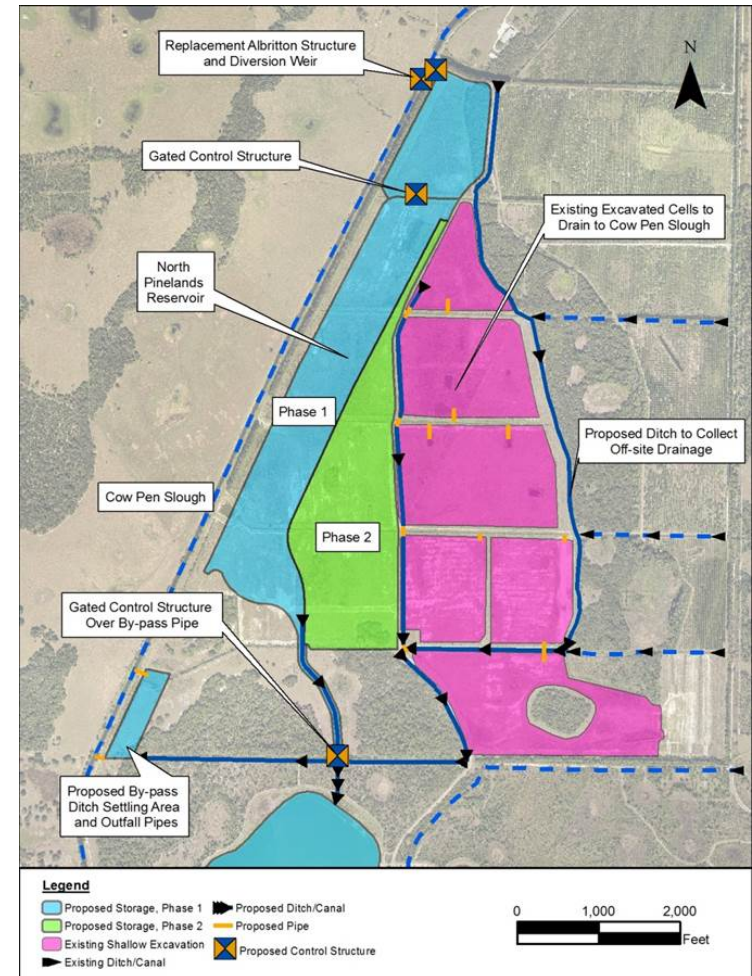 Replacement Albritton Structure
and Diversion Weir
N
Gated Control Structure
Existing Excavated Cells to
Drain to Cow Pen Slough
North
Pinelands
Reservoir
Phase 1
Proposed Ditch to Collect
Off-site Drainage
Cow Pen Slough
Phase 2
Gated Control Structure
Over By-pass Pipe
Proposed By-pass
Ditch Settling Area
and Outfall Pipes
Legend
Proposed Storage, Phase 1
Proposed Storage, Phase 2
Existing Shallow Excavation
Existing Ditch/Canal
Proposed Ditch/Canal
Proposed Pipe
Proposed Control Structure
0 1,000 2,000
Feet